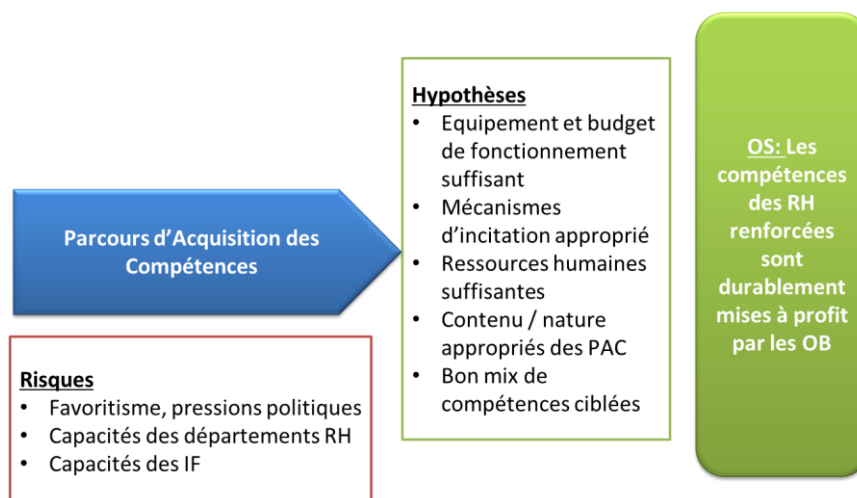 Parcours d’Acquisition des
Compétences
Risques
• Favoritisme, pressions politiques
• Capacités des départements RH
• Capacités des IF
Hypothèses
• Equipement et budget
de fonctionnement
suffisant
• Mécanismes
d’incitation approprié
• Ressources humaines
suffisantes
• Contenu / nature
appropriés des PAC
• Bon mix de
compétences ciblées
OS: Les
compétences
des RH
renforcées
sont
durablement
mises à profit
par les OB